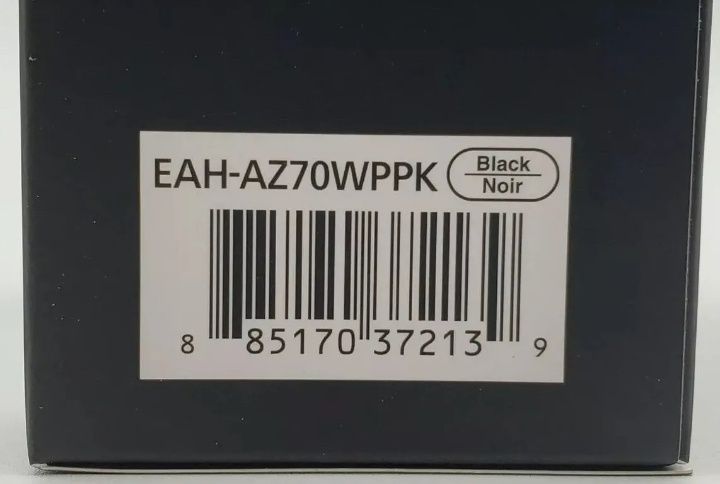 EAH-AZ70WPPK
Black
Noir
8 85170 37213 9